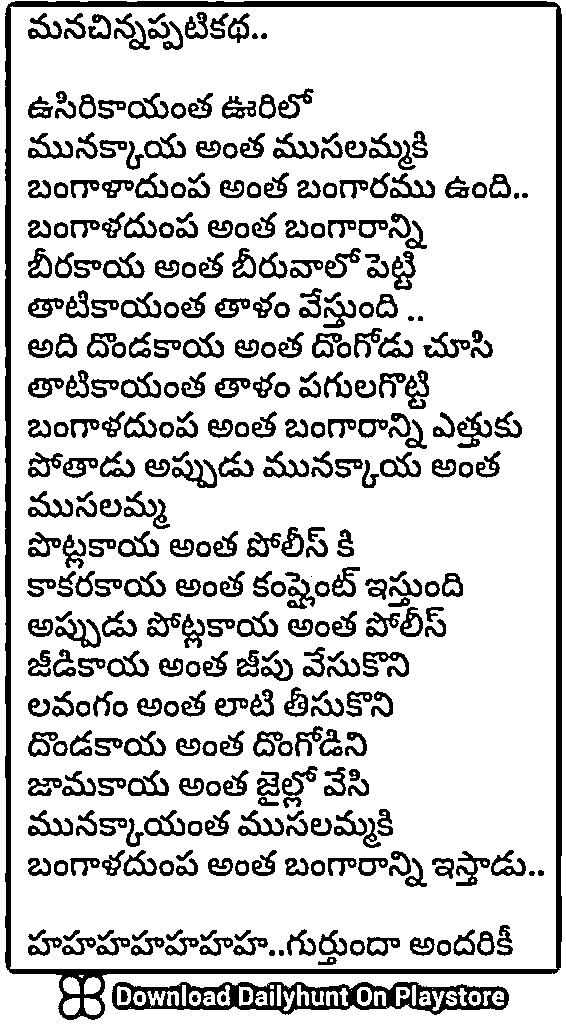 మనచిన్నప్పటికథ..
ఉసిరికాయంత ఊరిలో
మునక్కాయ అంత ముసలమ్మకి
బంగాళాదుంప అంత బంగారము ఉంది..
బంగాళదుంప అంత బంగారాన్ని
బీరకాయ అంత బీరువాలో పెట్టి
తాటికాయంత తాళం వేస్తుంది ..
అది దొండకాయ అంత దొంగోడు చూసి
తాటికాయంత తాళం పగులగొట్టి
బంగాళదుంప అంత బంగారాన్ని ఎత్తుకు
పోతాడు అప్పుడు మునక్కాయ అంత
ముసలమ్మ
పొట్లకాయ అంత పోలీస్ కి
కాకరకాయ అంత కంప్లైంట్ ఇస్తుంది
అప్పుడు పోట్లకాయ అంత పోలీస్
జీడికాయ అంత జీపు వేసుకొని
లవంగం అంత లాటి తీసుకొని
దొండకాయ అంత దొంగోడిని
జామకాయ అంత జైల్లో వేసి
మునక్కాయంత ముసలమ్మకి
బంగాళదుంప అంత బంగారాన్ని ఇస్తాడు..
హహహహహహహ..గుర్తుందా అందరికీ
Download Dailyhunt On Playstore